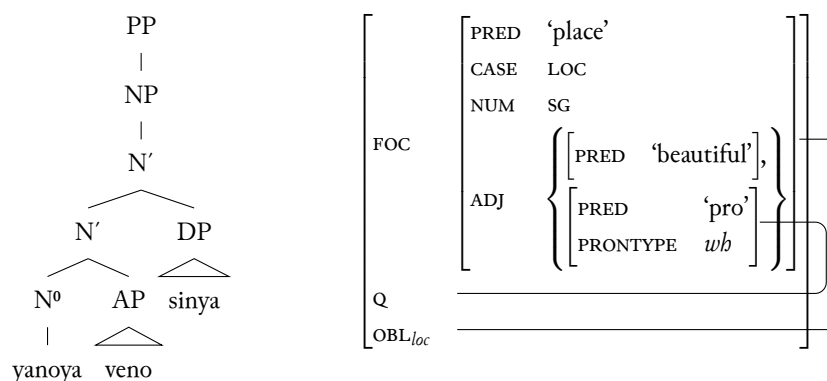 PP
NP
N′
N′ DP
N⁰ AP sinya
yanoya veno
PRED ‘place’
CASE LOC
NUM SG
FOC
PRED ‘beautiful’ ,
ADJ
PRED ‘pro’
PRONTYPE wh
Q
OBL_loc